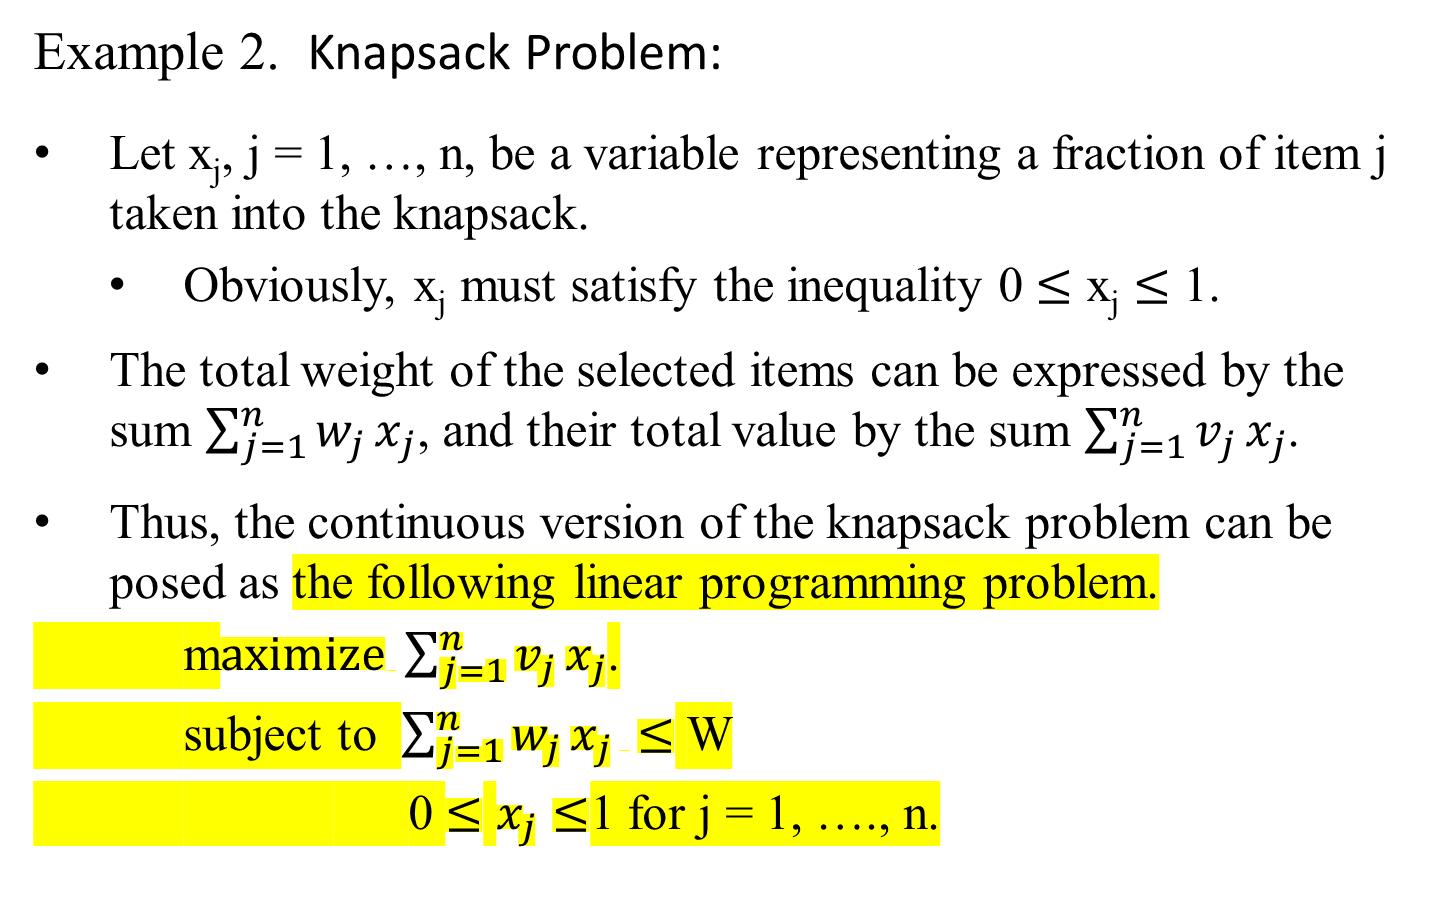 Example 2. Knapsack Problem:
• Let xⱼ, j = 1, …, n, be a variable representing a fraction of item j
taken into the knapsack.
• Obviously, xⱼ must satisfy the inequality 0 ≤ xⱼ ≤ 1.
• The total weight of the selected items can be expressed by the
sum ∑ⁿⱼ₌₁ wⱼ xⱼ, and their total value by the sum ∑ⁿⱼ₌₁ vⱼ xⱼ.
• Thus, the continuous version of the knapsack problem can be
posed as the following linear programming problem.
maximize ∑ⁿⱼ₌₁ vⱼ xⱼ.
subject to ∑ⁿⱼ₌₁ wⱼ xⱼ ≤ W
0 ≤ xⱼ ≤1 for j = 1, …., n.